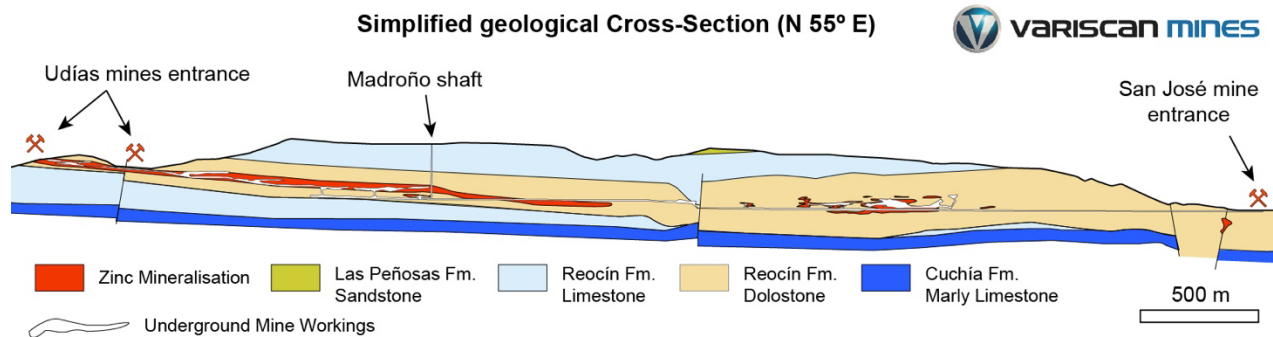 Simplified geological Cross-Section (N 55º E)
VARISCAN MINES
Udías mines entrance
Madroño shaft
San José mine
entrance
Zinc Mineralisation
Las Peñosas Fm.
Sandstone
Reocín Fm.
Limestone
Reocín Fm.
Dolostone
Cuchía Fm.
Marly Limestone
500 m
Underground Mine Workings